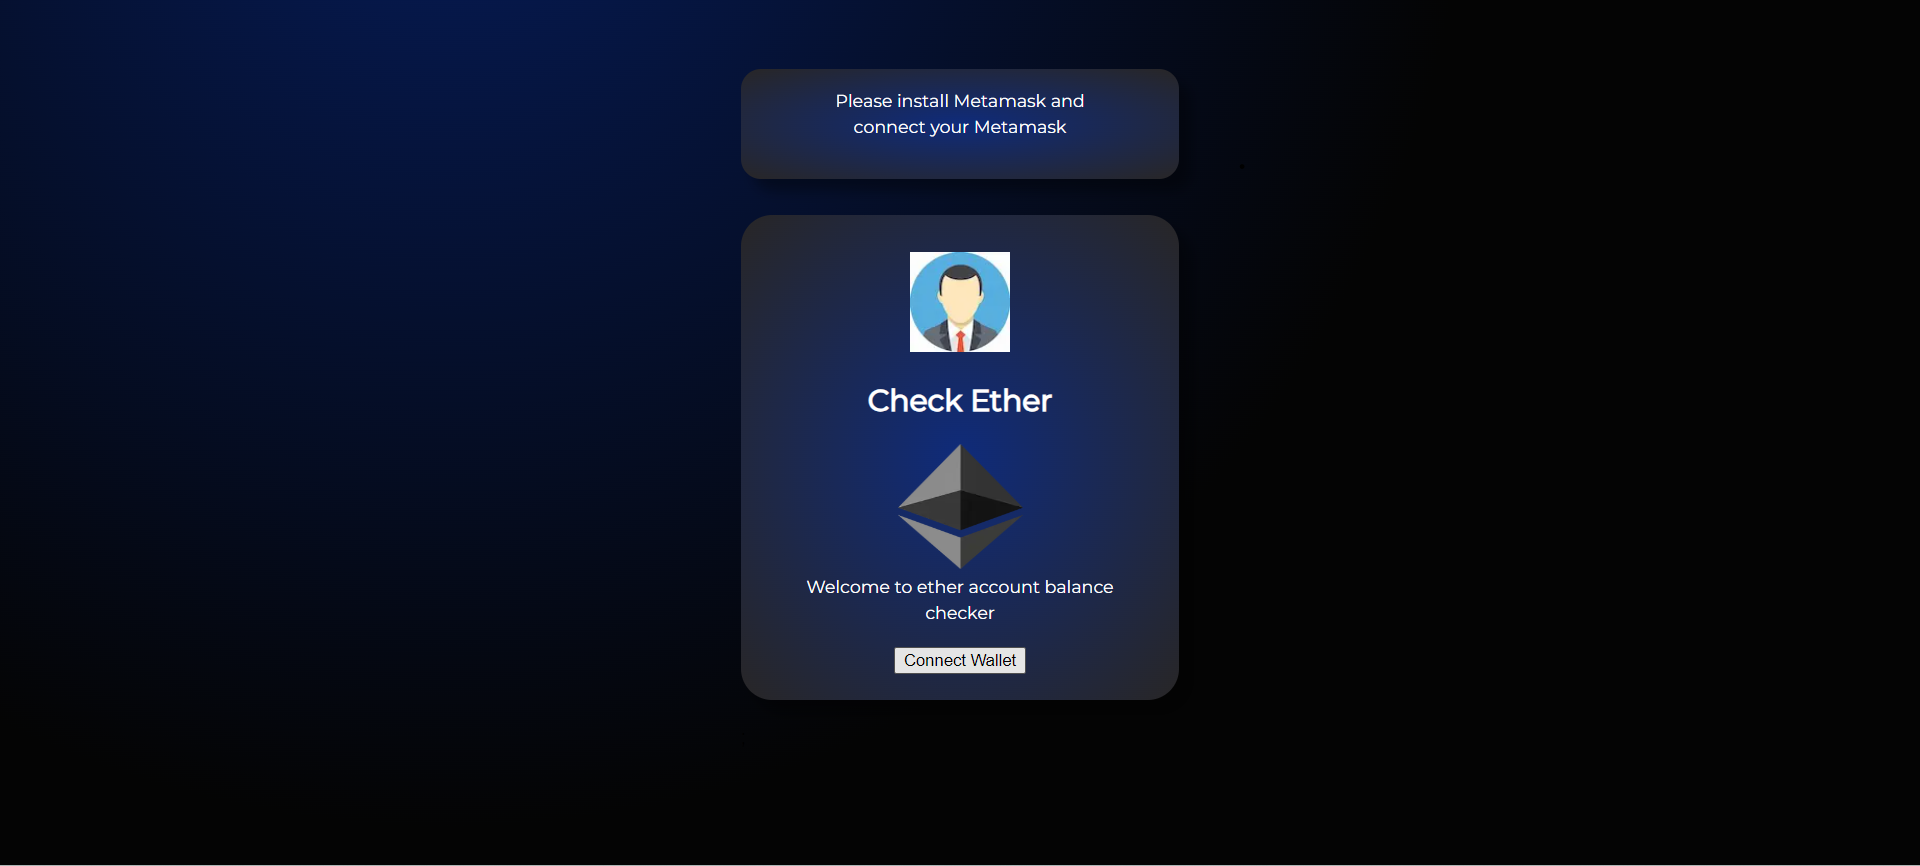 Please install Metamask and
connect your Metamask
Check Ether
Welcome to ether account balance
checker
Connect Wallet